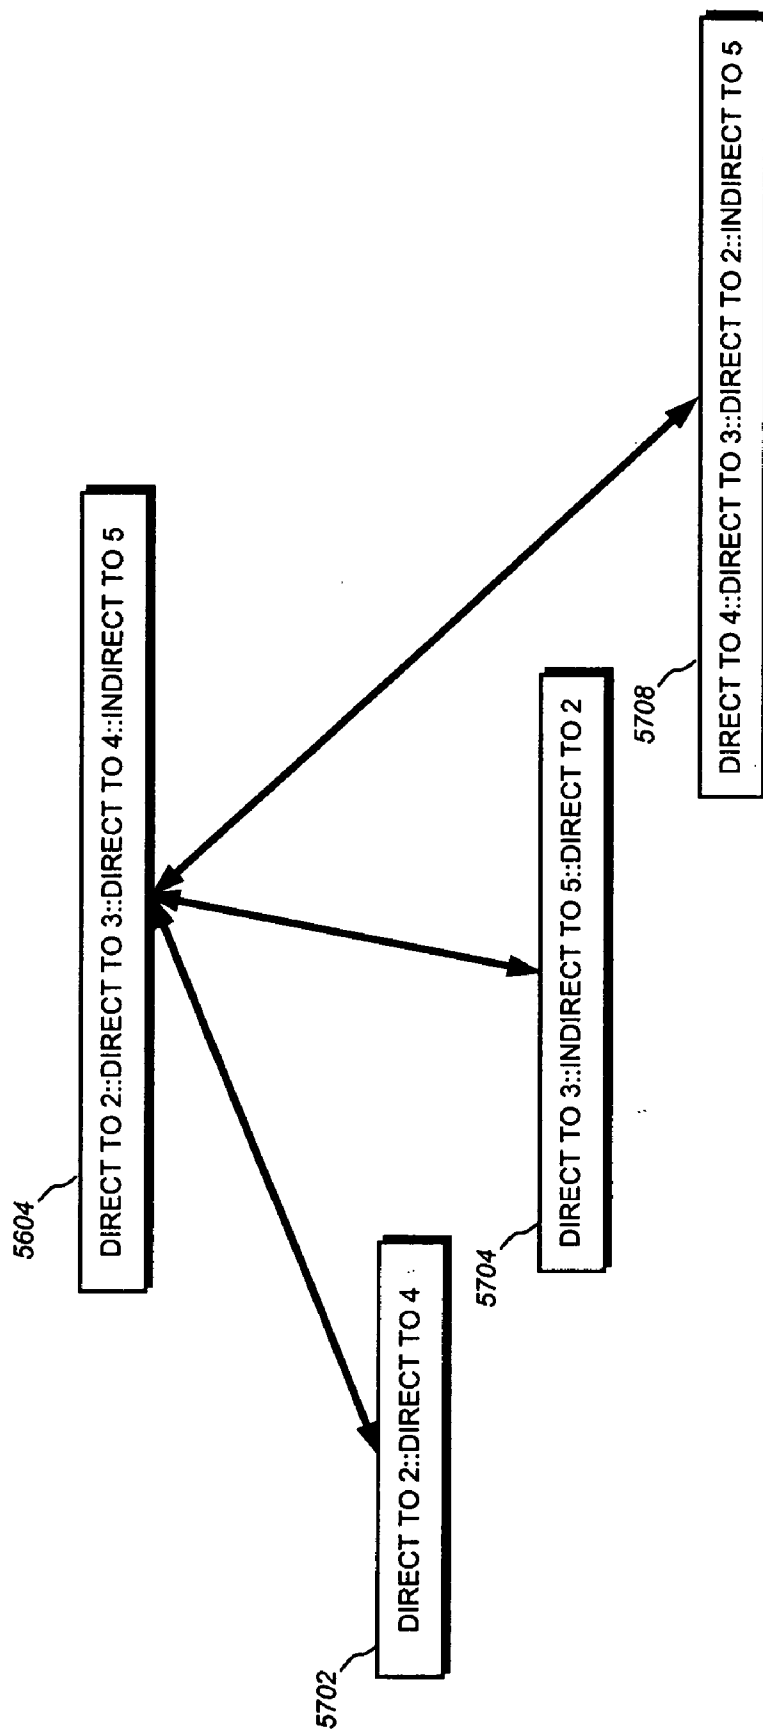 5604
DIRECT TO 2::DIRECT TO 3::DIRECT TO 4::INDIRECT TO 5
5702
DIRECT TO 2::DIRECT TO 4
5704
DIRECT TO 3::INDIRECT TO 5::DIRECT TO 2
5708
DIRECT TO 4::DIRECT TO 3::DIRECT TO 2::INDIRECT TO 5